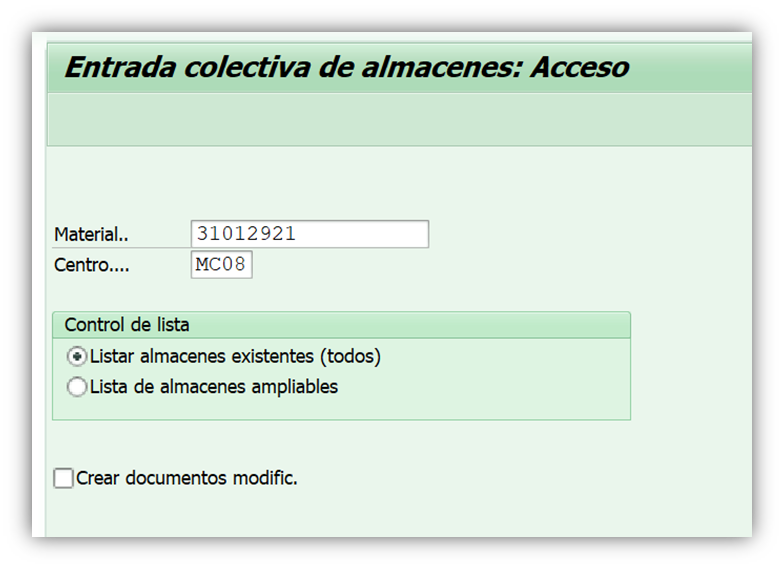 Entrada colectiva de almacenes: Acceso
Material.. 31012921
Centro.... MC08
Control de lista
Listar almacenes existentes (todos)
Lista de almacenes ampliables
Crear documentos modific.